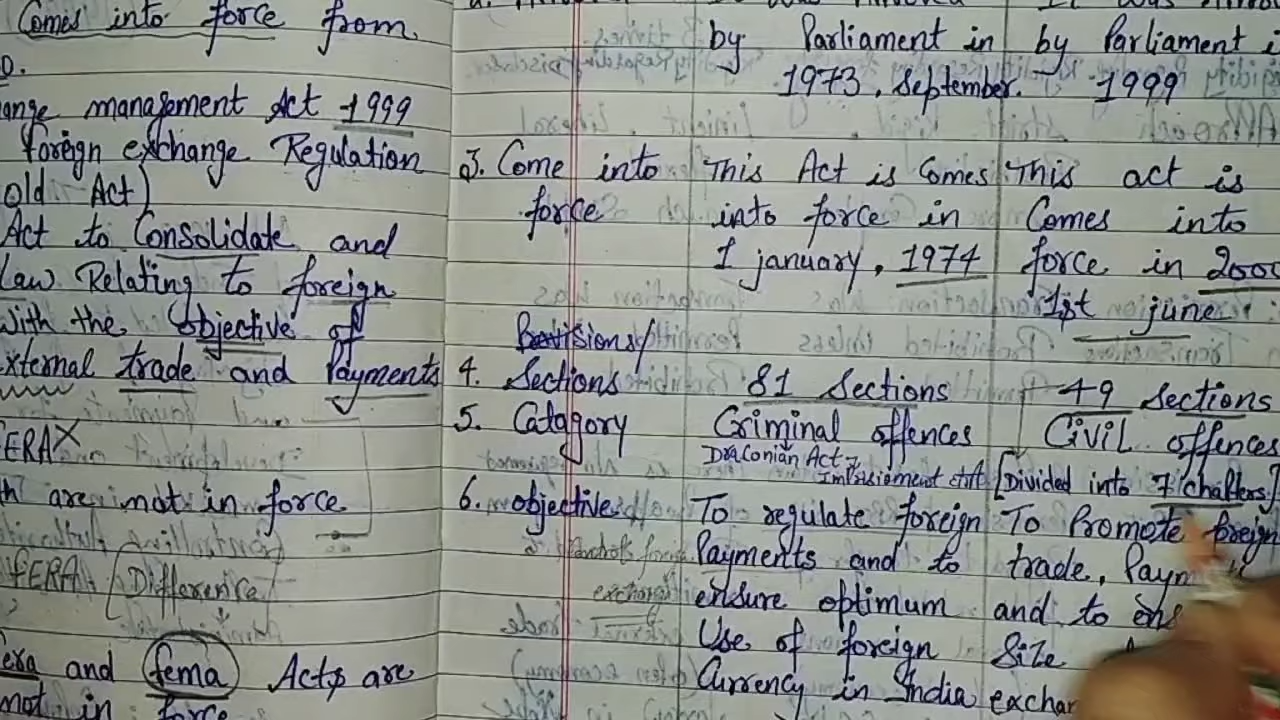 Comes into force from
ange management Act 1999
foreign exchange Regulation
old Act)
Act to Consolidate and
Law Relating to foreign
With the Objective of
xternal trade and Payments
ERA X
are not in force
fERA (Difference
era and fema Acts are
not in force
by Parliament in by Parliament
1973, September. 1999
3. Come into This Act is Comes This act is
force into force in Comes into
1 january, 1974 force in 2000
1st june
4. Sections 81 Sections 49 Sections
5. Catagory Criminal offences Civil offences
Draconian Act [Divided into 7 chapters]
6. objective To regulate foreign To Promote foreign
Payments and to trade, Paym
ensure optimum and to ens
Use of foreign Size
Currency in India exchan